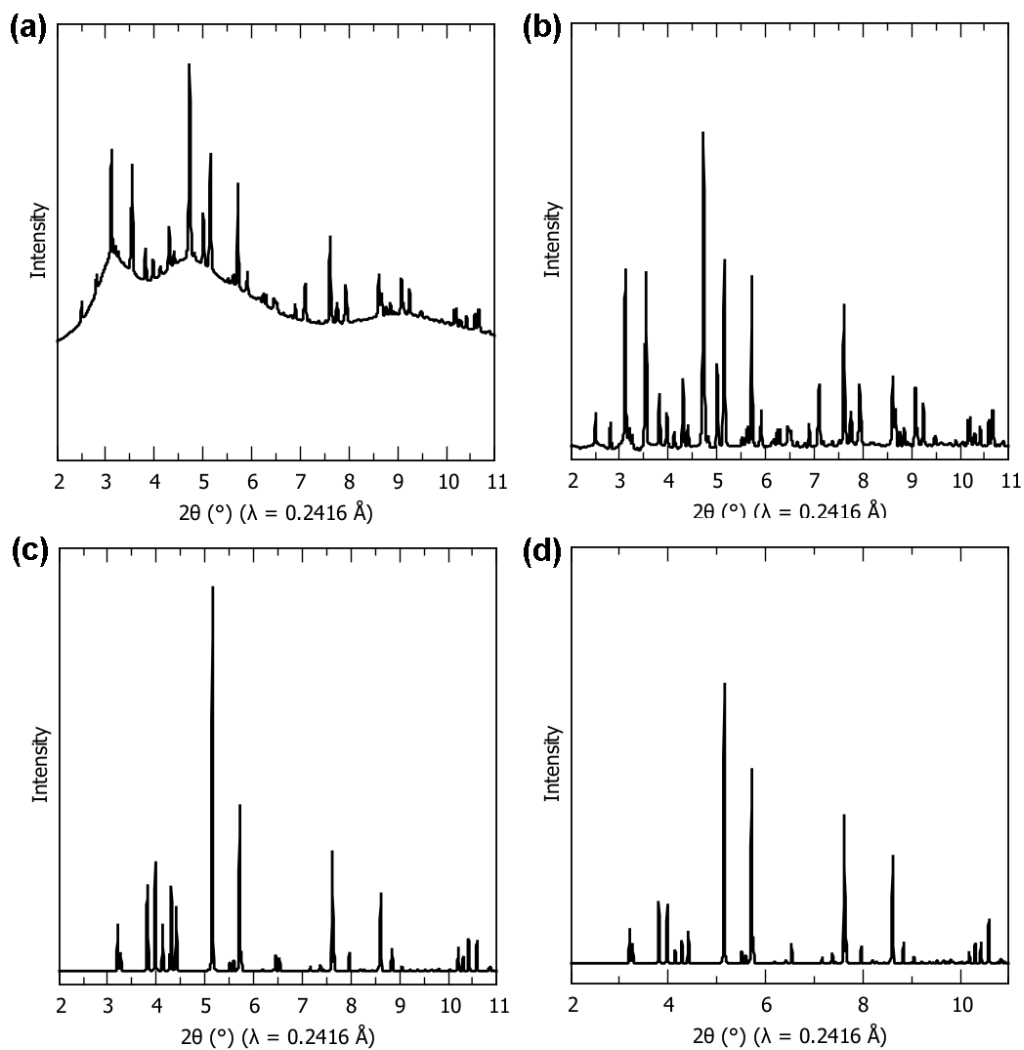 (a)
Intensity
2 3 4 5 6 7 8 9 10 11
2θ (°) (λ = 0.2416 Å)
(b)
Intensity
2 3 4 5 6 7 8 9 10 11
2θ (°) (λ = 0.2416 Å)
(c)
Intensity
2 3 4 5 6 7 8 9 10 11
2θ (°) (λ = 0.2416 Å)
(d)
Intensity
2 4 6 8 10
2θ (°) (λ = 0.2416 Å)